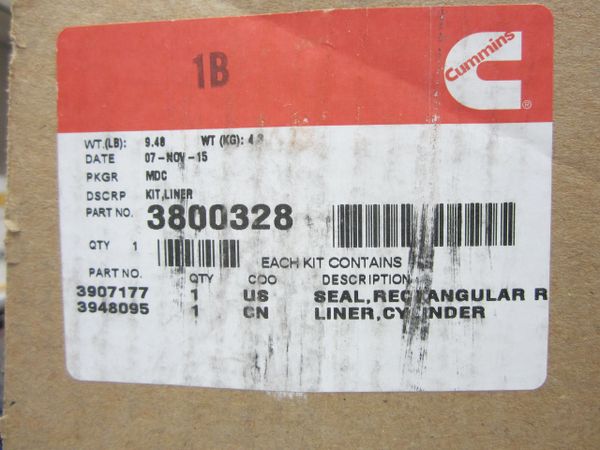 1B
Cummins
®
WT.(LB): 9.48 WT (KG): 4.3
DATE 07-NOV-15
PKGR MDC
DSCRP KIT,LINER
PART NO. 3800328
QTY 1
EACH KIT CONTAINS
PART NO. QTY COO DESCRIPTION
3907177 1 US SEAL,RECTANGULAR R
3948095 1 CN LINER,CYLINDER